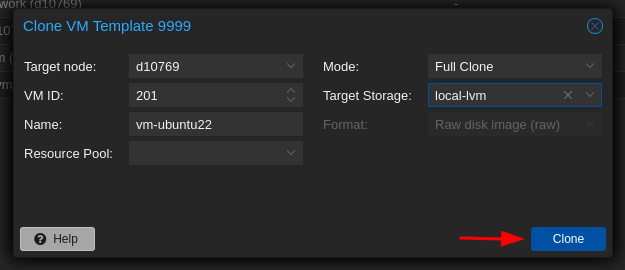 work (d10769)
-
Clone VM Template 9999
Target node: d10769
Mode: Full Clone
VM ID: 201
Target Storage: local-lvm
Name: vm-ubuntu22
Format: Raw disk image (raw)
Resource Pool:
Help
Clone